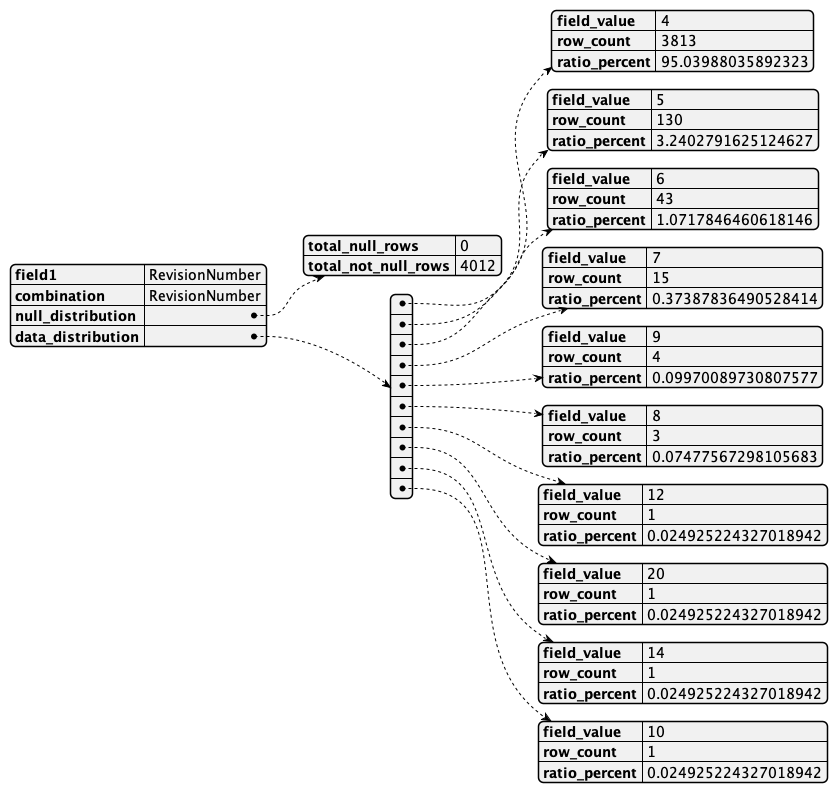 field1 RevisionNumber
combination RevisionNumber
null_distribution
data_distribution
total_null_rows 0
total_not_null_rows 4012
field_value 4
row_count 3813
ratio_percent 95.03988035892323
field_value 5
row_count 130
ratio_percent 3.2402791625124627
field_value 6
row_count 43
ratio_percent 1.0717846460618146
field_value 7
row_count 15
ratio_percent 0.37387836490528414
field_value 9
row_count 4
ratio_percent 0.09970089730807577
field_value 8
row_count 3
ratio_percent 0.07477567298105683
field_value 12
row_count 1
ratio_percent 0.024925224327018942
field_value 20
row_count 1
ratio_percent 0.024925224327018942
field_value 14
row_count 1
ratio_percent 0.024925224327018942
field_value 10
row_count 1
ratio_percent 0.024925224327018942